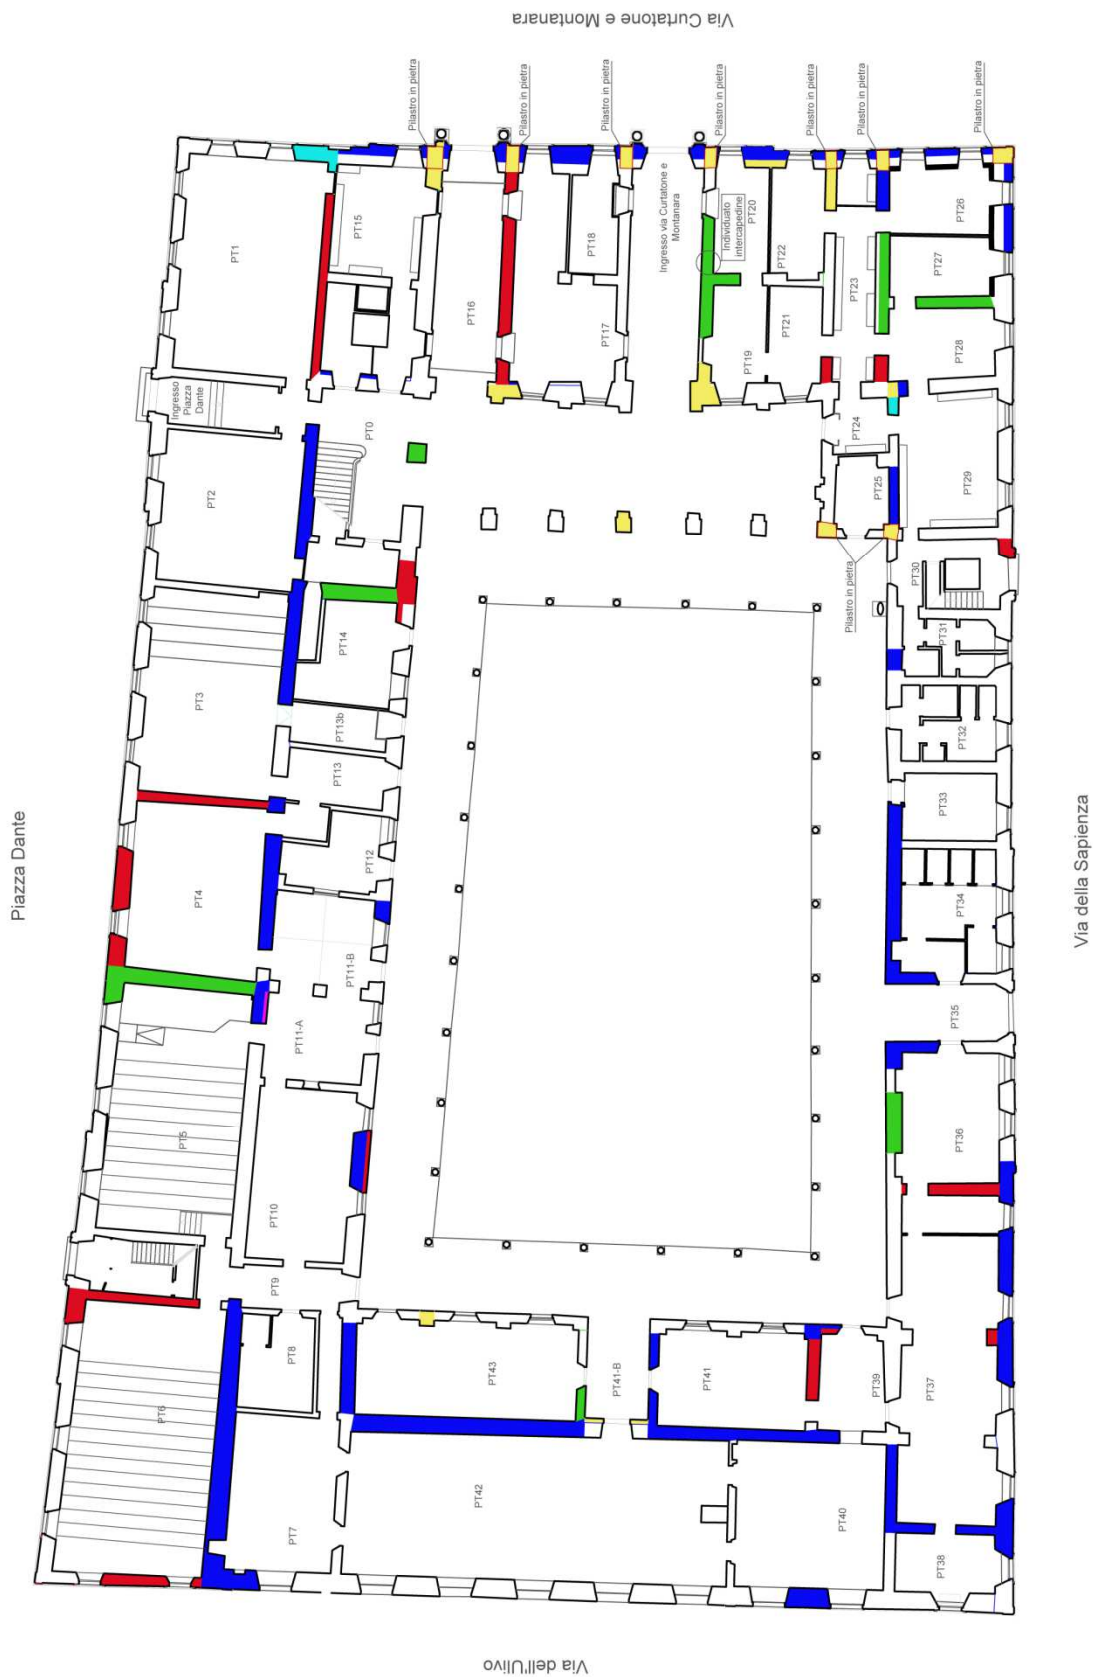 Via Curtatone e Montanara
Pilastro in pietra
Pilastro in pietra
Pilastro in pietra
Pilastro in pietra
Pilastro in pietra
Pilastro in pietra
Pilastro in pietra
PT1
PT15
PT16
PT18
PT17
Ingresso via Curtatone e
Montanara
Individuato
intercapedine
PT20
PT22
PT19
PT21
PT23
PT26
PT27
PT28
Ingresso
Piazza
Dante
PT0
PT2
PT24
PT25
PT29
Pilastro in pietra
PT30
PT31
PT14
PT3
PT13b
PT13
PT32
PT33
PT12
PT4
PT34
PT11-B
PT11-A
PT35
PT5
PT36
PT10
PT9
PT8
PT43
PT41-B
PT41
PT39
PT37
PT6
PT42
PT7
PT40
PT38
Piazza Dante
Via della Sapienza
Via dell'Ulivo